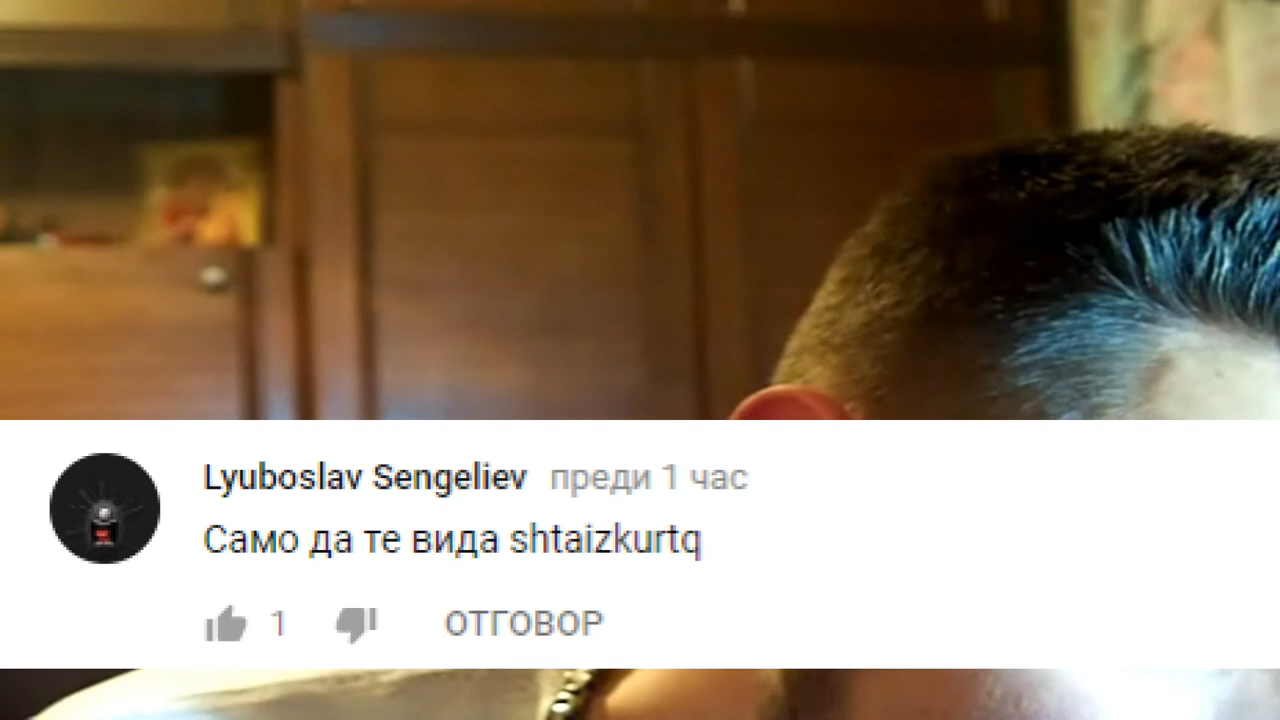 Lyuboslav Sengeliev преди 1 час
Само да те вида shtaizkurtq
1 ОТГОВОР